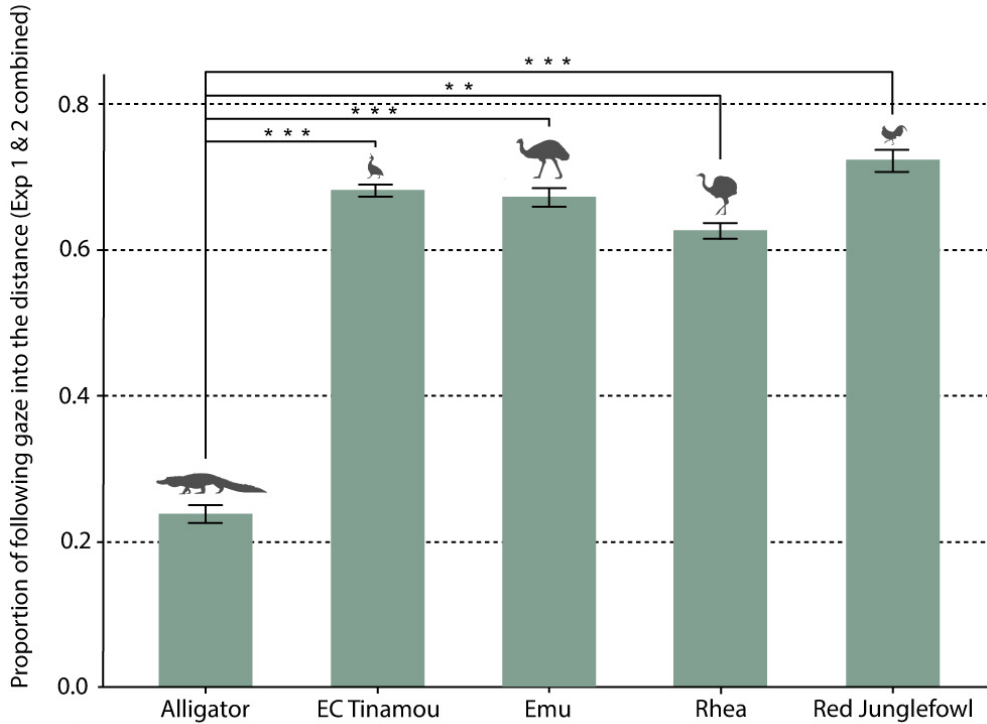 Proportion of following gaze into the distance (Exp 1 & 2 combined)
* * *
0.8
* *
* * *
* * *
0.6
0.4
0.2
0.0
Alligator
EC Tinamou
Emu
Rhea
Red Junglefowl